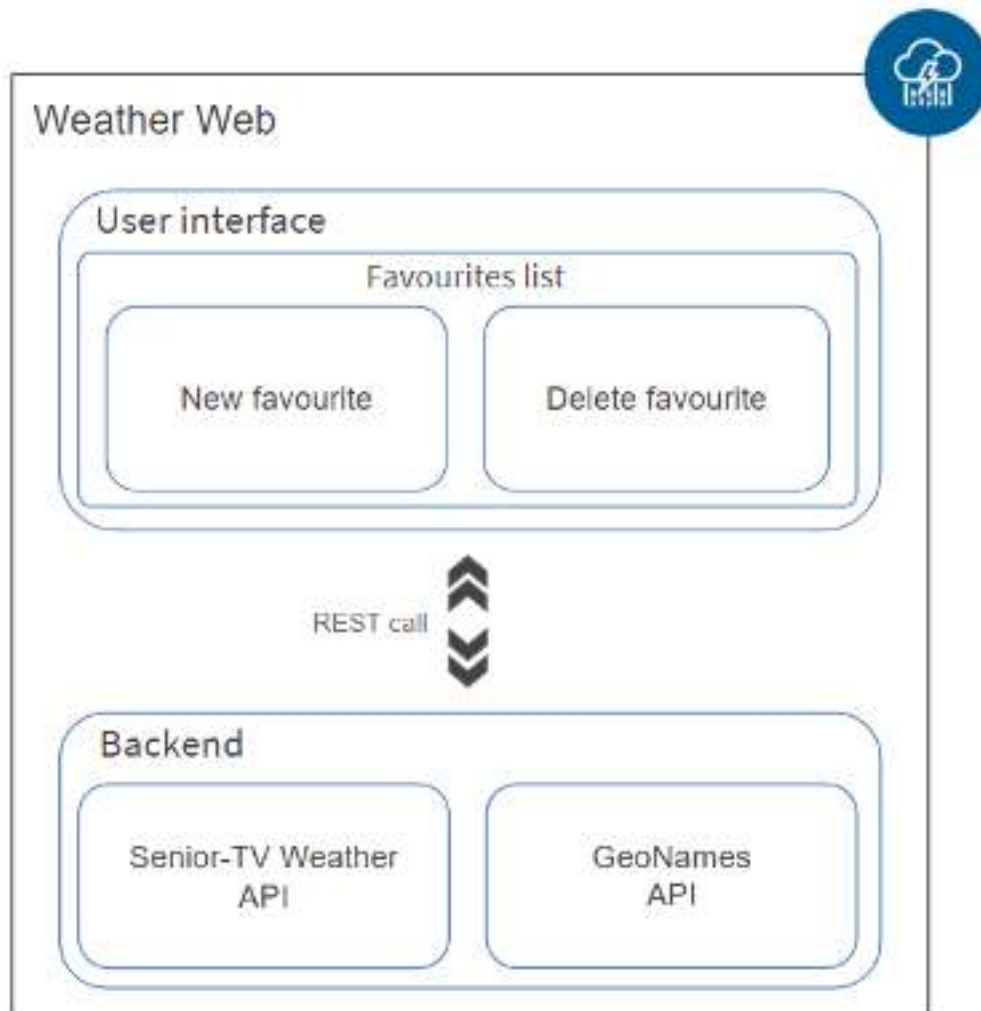 Weather Web
User interface
Favourites list
New favourite
Delete favourite
REST call
Backend
Senior-TV Weather
API
GeoNames
API